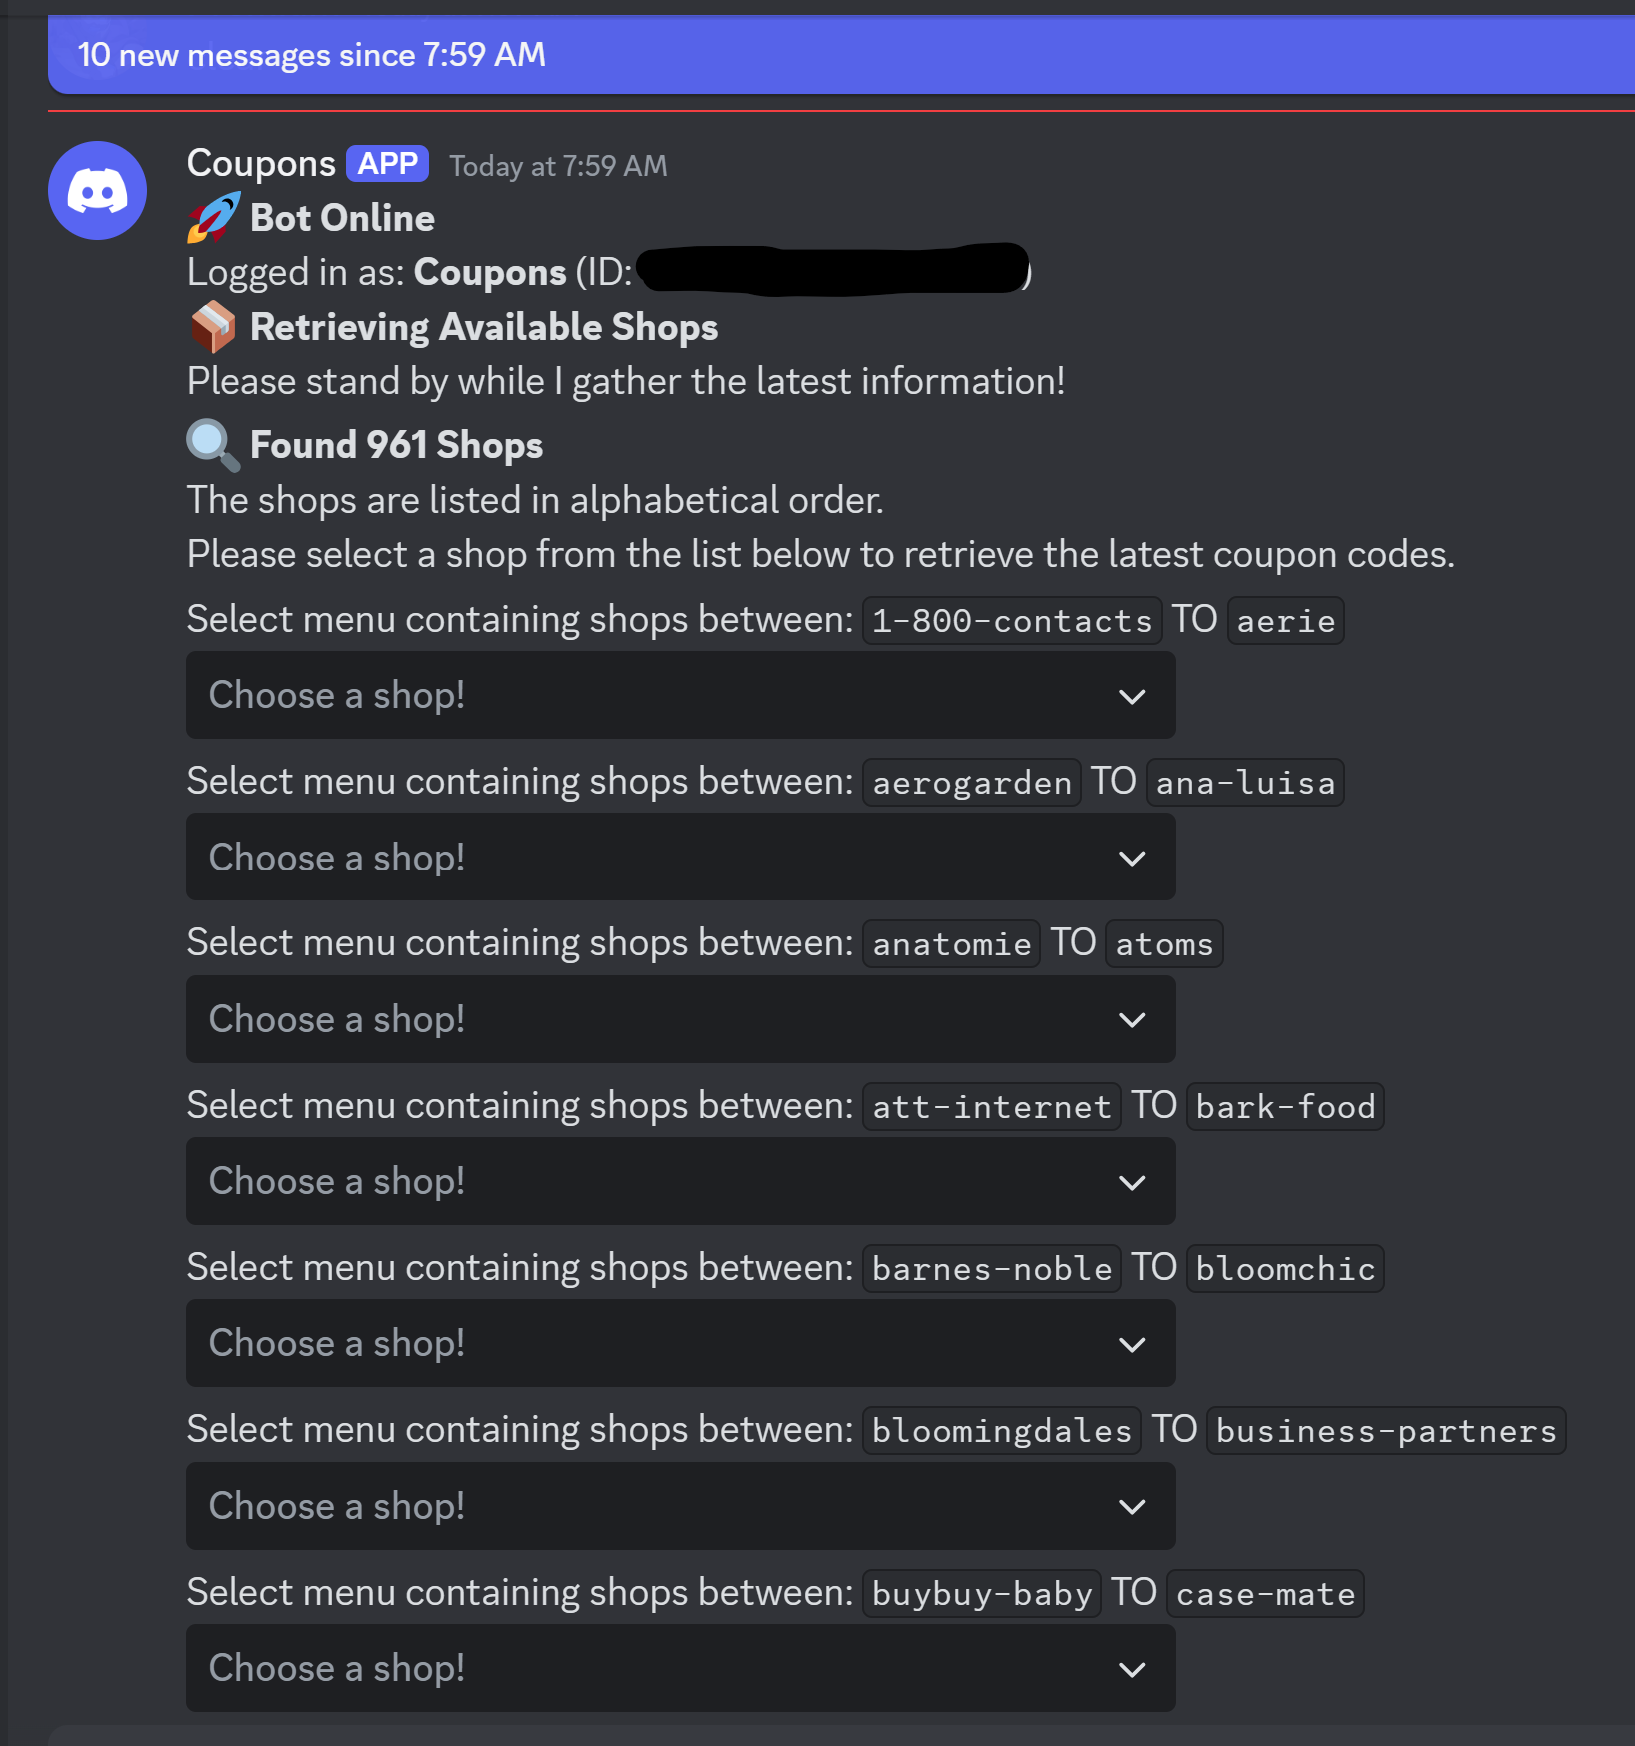 10 new messages since 7:59 AM
Coupons APP Today at 7:59 AM
🚀 Bot Online
Logged in as: Coupons (ID: )
📦 Retrieving Available Shops
Please stand by while I gather the latest information!
🔍 Found 961 Shops
The shops are listed in alphabetical order.
Please select a shop from the list below to retrieve the latest coupon codes.
Select menu containing shops between: 1-800-contacts TO aerie
Choose a shop!
Select menu containing shops between: aerogarden TO ana-luisa
Choose a shop!
Select menu containing shops between: anatomie TO atoms
Choose a shop!
Select menu containing shops between: att-internet TO bark-food
Choose a shop!
Select menu containing shops between: barnes-noble TO bloomchic
Choose a shop!
Select menu containing shops between: bloomingdales TO business-partners
Choose a shop!
Select menu containing shops between: buybuy-baby TO case-mate
Choose a shop!